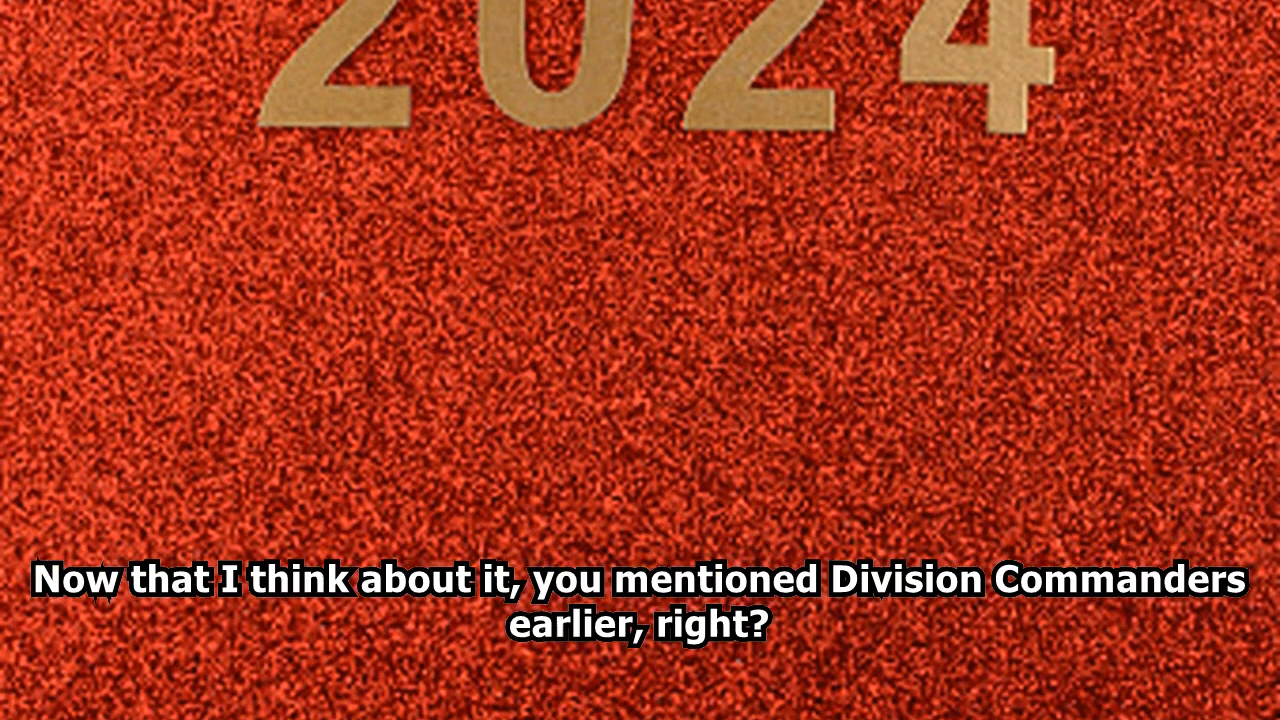 2024
Now that I think about it, you mentioned Division Commanders
earlier, right?